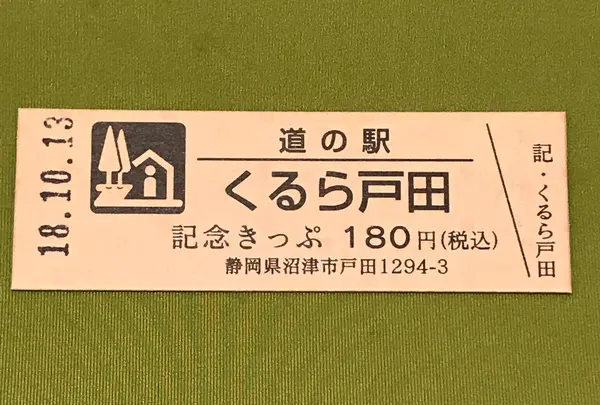 18.10.13
道の駅
くるら戸田
記念きっぷ 180円(税込)
静岡県沼津市戸田1294-3
記・くるら戸田